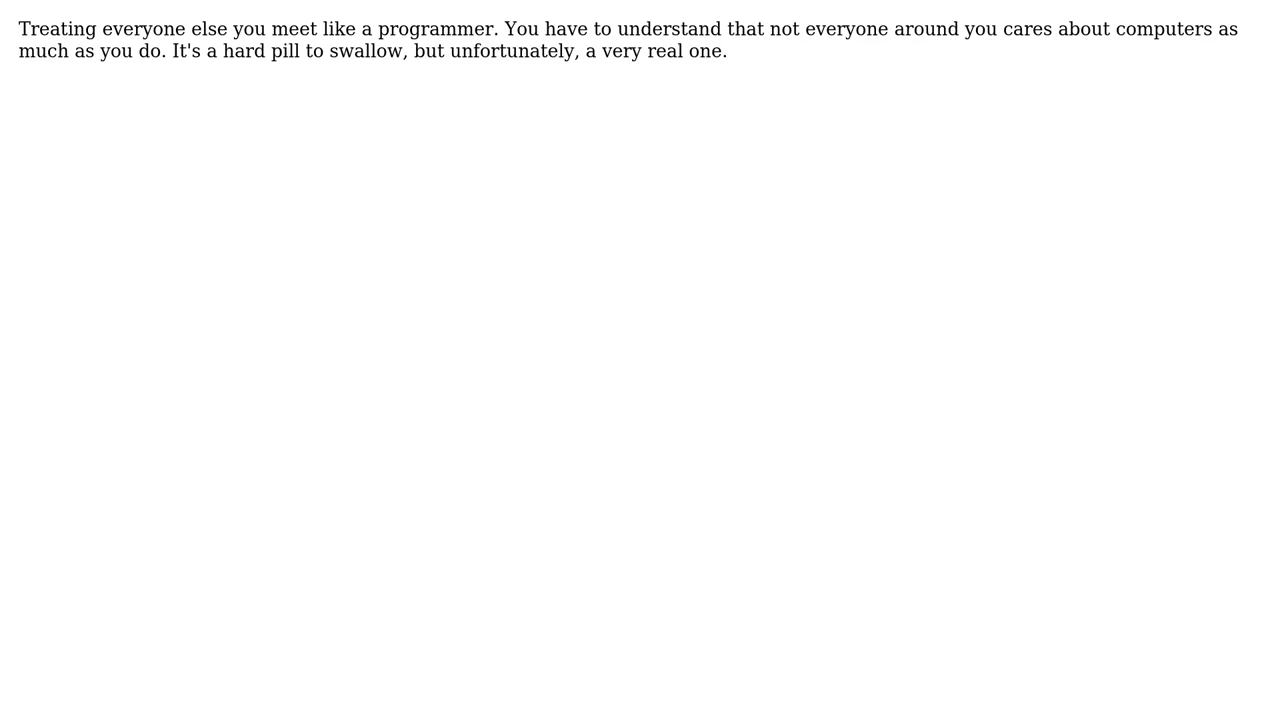 Treating everyone else you meet like a programmer. You have to understand that not everyone around you cares about computers as
much as you do. It's a hard pill to swallow, but unfortunately, a very real one.